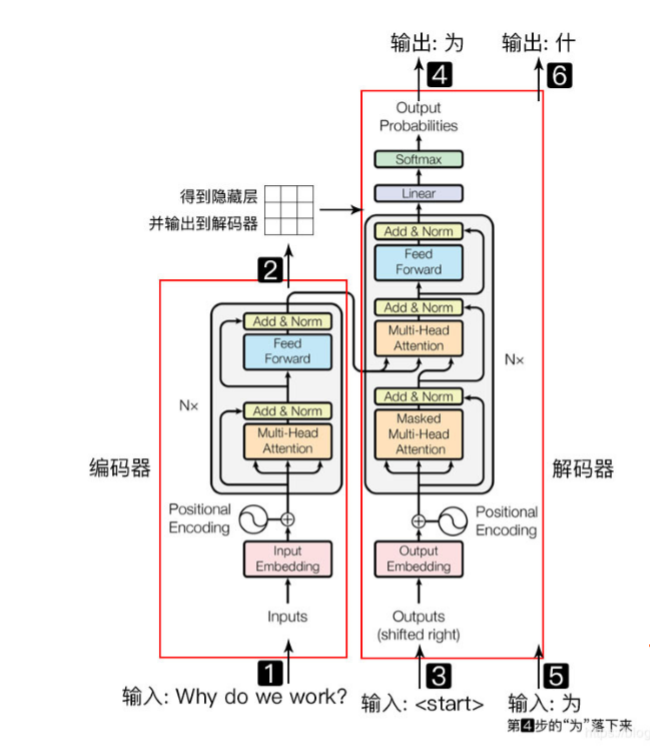 输出: 为
输出: 什
4
6
Output
Probabilities
Softmax
Linear
得到隐藏层
并输出到解码器
2
Add & Norm
Feed
Forward
Add & Norm
Multi-Head
Attention
Add & Norm
Masked
Multi-Head
Attention
Nx
Add & Norm
Feed
Forward
Add & Norm
Multi-Head
Attention
Nx
编码器
解码器
Positional
Encoding
Positional
Encoding
Input
Embedding
Output
Embedding
Inputs
Outputs
(shifted right)
1
3
5
输入: Why do we work?
输入: <start>
输入: 为
第4步的“为”落下来